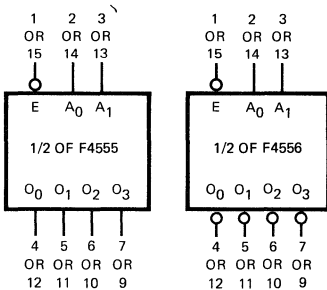 1 2 3
OR OR OR
15 14 13
E A0 A1
1/2 OF F4555
O0 O1 O2 O3
4 5 6 7
OR OR OR OR
12 11 10 9
1 2 3
OR OR OR
15 14 13
E A0 A1
1/2 OF F4556
O0 O1 O2 O3
4 5 6 7
OR OR OR OR
12 11 10 9